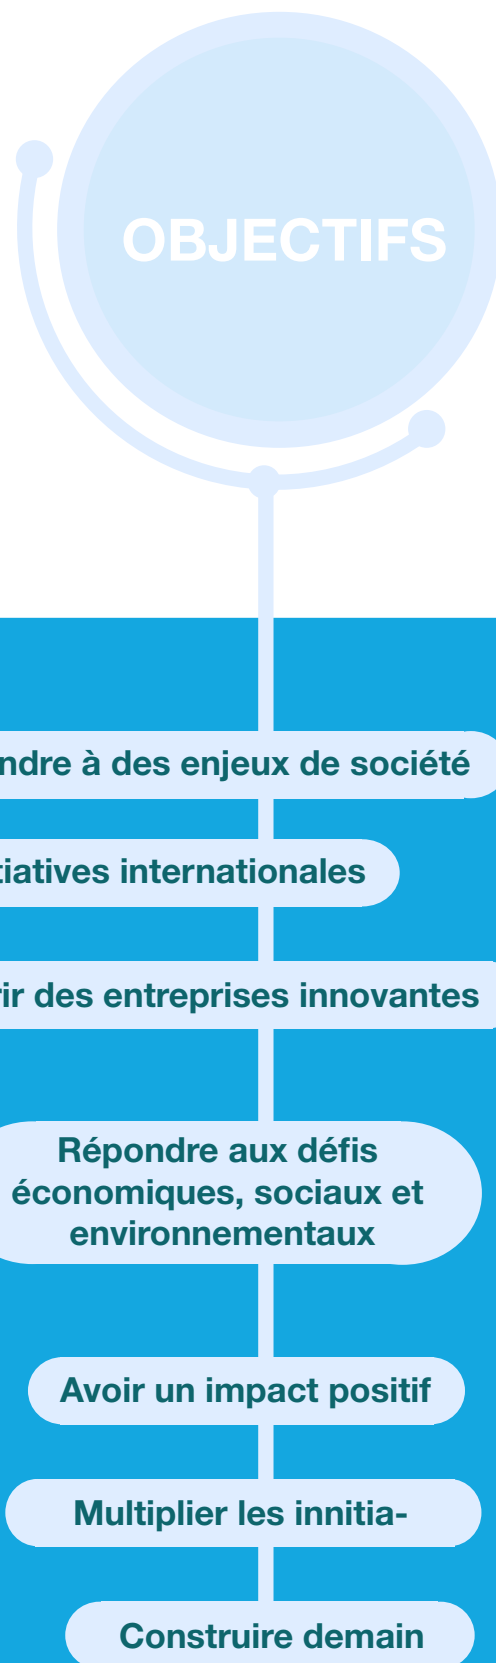 OBJECTIFS
ndre à des enjeux de société
tiatives internationales
rir des entreprises innovantes
Répondre aux défis
économiques, sociaux et
environnementaux
Avoir un impact positif
Multiplier les innitia-
Construire demain